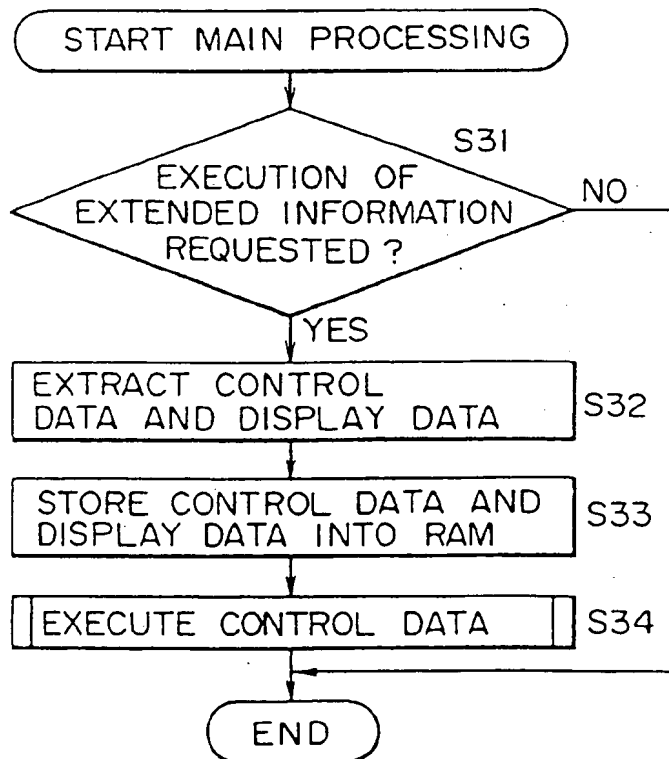 START MAIN PROCESSING
S31
EXECUTION OF
EXTENDED INFORMATION
REQUESTED ?
NO
YES
EXTRACT CONTROL
DATA AND DISPLAY DATA
S32
STORE CONTROL DATA AND
DISPLAY DATA INTO RAM
S33
EXECUTE CONTROL DATA
S34
END